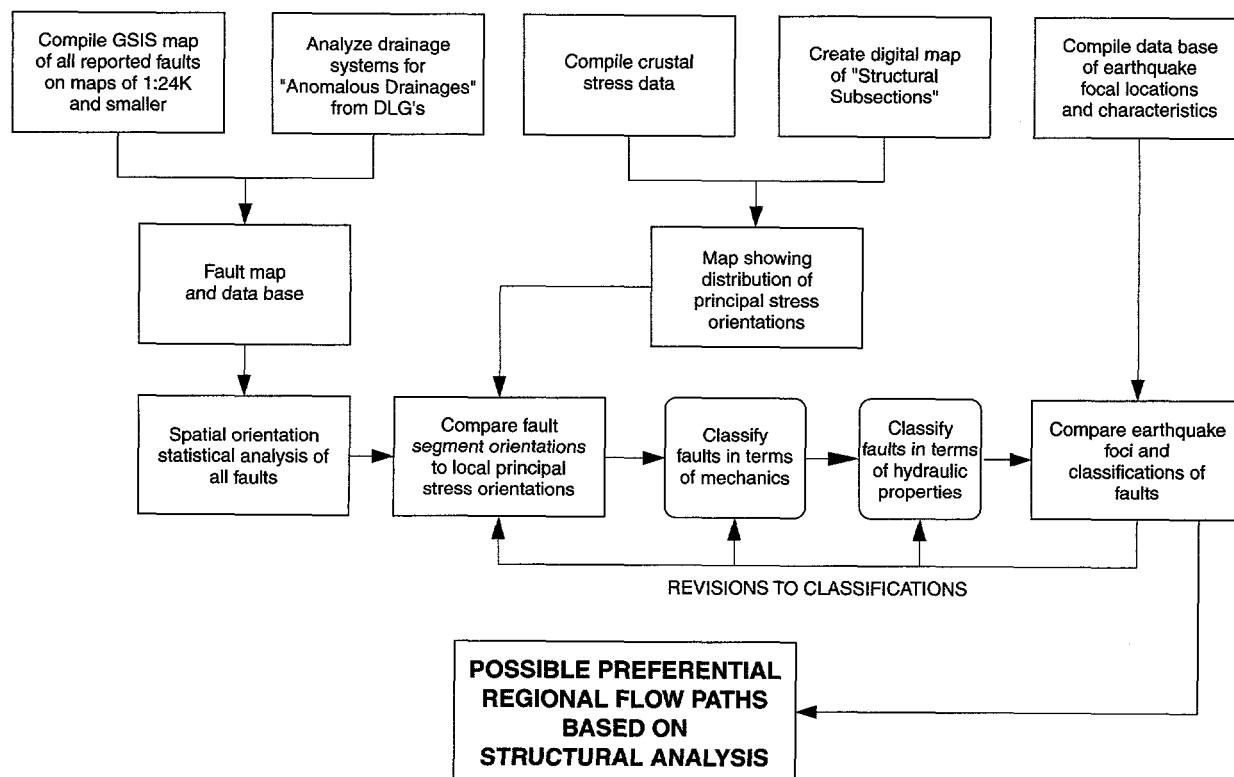 Compile GSIS map
of all reported faults
on maps of 1:24K
and smaller
Analyze drainage
systems for
"Anomalous Drainages"
from DLG's
Compile crustal
stress data
Create digital map
of "Structural
Subsections"
Compile data base
of earthquake
focal locations
and characteristics
Fault map
and data base
Map showing
distribution of
principal stress
orientations
Spatial orientation
statistical analysis of
all faults
Compare fault
segment orientations
to local principal
stress orientations
Classify
faults in terms
of mechanics
Classify
faults in terms
of hydraulic
properties
Compare earthquake
foci and
classifications of
faults
REVISIONS TO CLASSIFICATIONS
POSSIBLE PREFERENTIAL
REGIONAL FLOW PATHS
BASED ON
STRUCTURAL ANALYSIS